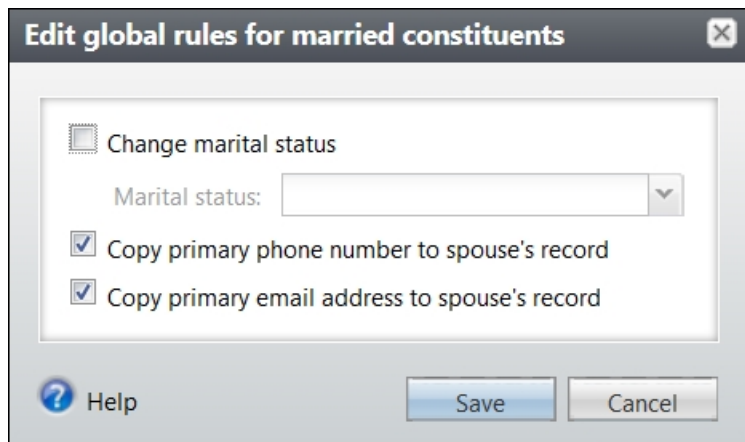 Edit global rules for married constituents
Change marital status
Marital status:
Copy primary phone number to spouse's record
Copy primary email address to spouse's record
Help
Save
Cancel